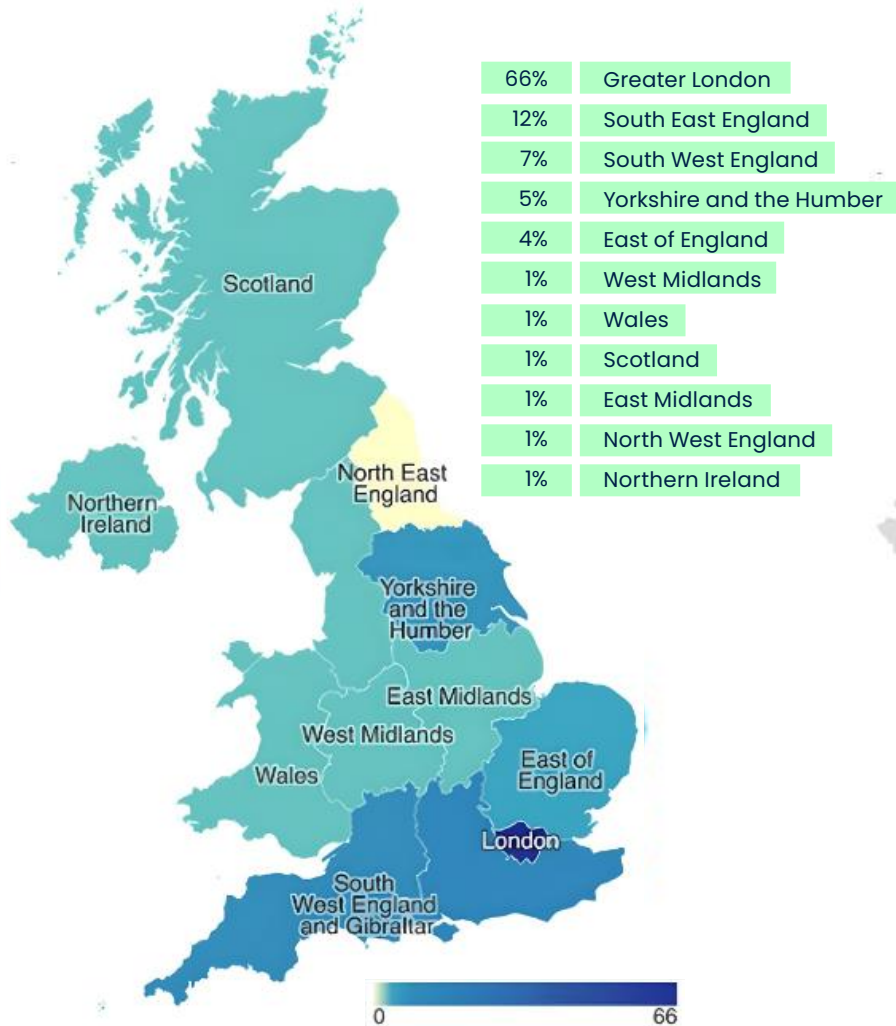 66% Greater London
12% South East England
7% South West England
5% Yorkshire and the Humber
4% East of England
1% West Midlands
1% Wales
1% Scotland
1% East Midlands
1% North West England
1% Northern Ireland
Scotland
North East
England
Northern
Ireland
Yorkshire
and the
Humber
East Midlands
West Midlands
Wales
East of
England
London
South
West England
and Gibraltar
0 66